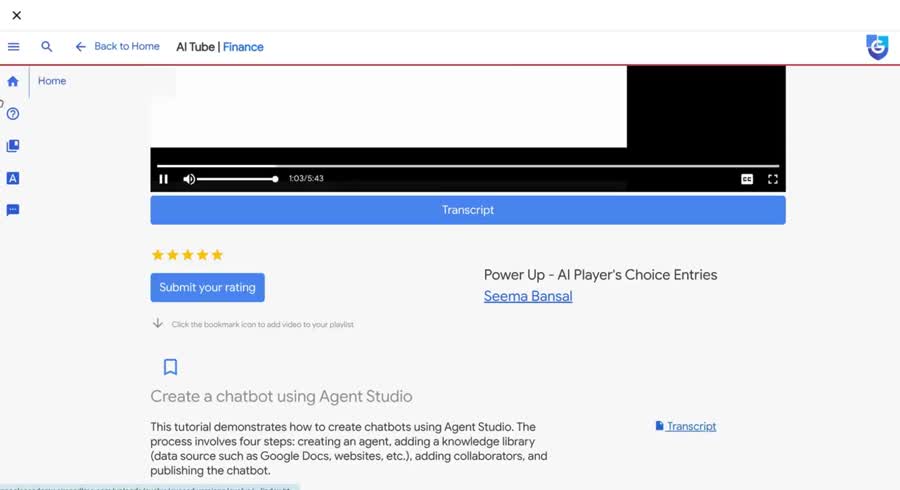 Back to Home
AI Tube | Finance
Home
1:03/5:43
CC
Transcript
A
Submit your rating
Power Up - AI Player's Choice Entries
Seema Bansal
Click the bookmark icon to add video to your playlist
Create a chatbot using Agent Studio
This tutorial demonstrates how to create chatbots using Agent Studio. The
process involves four steps: creating an agent, adding a knowledge library
(data source such as Google Docs, websites, etc.), adding collaborators, and
publishing the chatbot.
Transcript